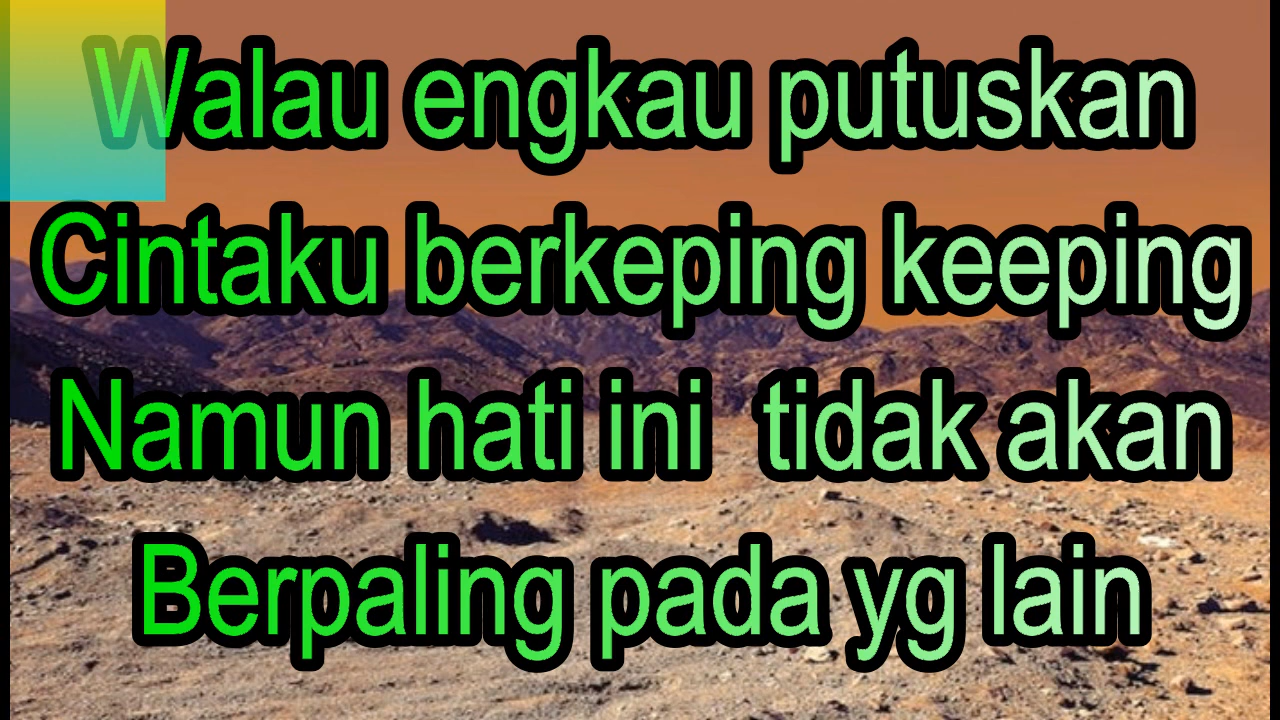 Walau engkau putuskan
Cintaku berkeping keeping
Namun hati ini  tidak akan
Berpaling pada yg lain